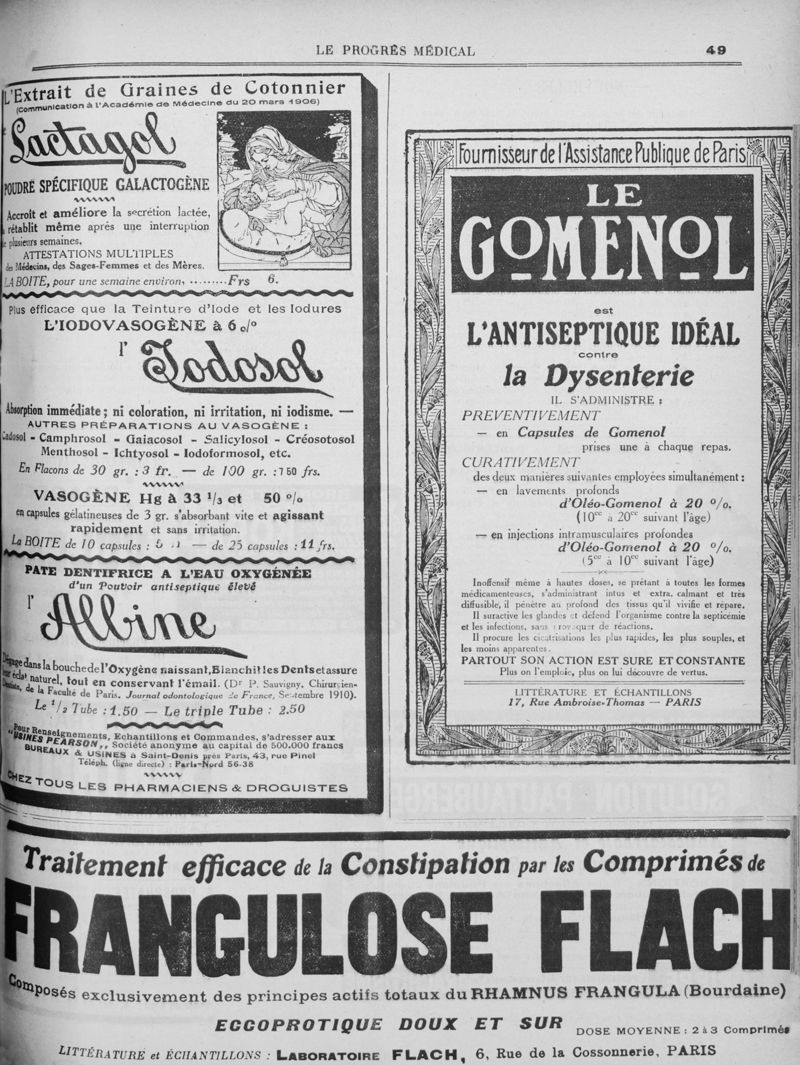 LE PROGRÈS MÉDICAL
49
L'Extrait de Graines de Cotonnier
(Communication à l'Académie de Médecine du 20 mars 1906)
Lactagol
POUDRE SPÉCIFIQUE GALACTOGÈNE
Accroît et améliore la secrétion lactée,
rétablit même après une interruption
de plusieurs semaines.
ATTESTATIONS MULTIPLES
des Médecins, des Sages-Femmes et des Mères.
LA BOITE, pour une semaine environ, ......... Frs 6.
Plus efficace que la Teinture d'Iode et les Iodures
L'IODOVASOGÈNE à 6 o/o
l'Iodosol
Absorption immédiate ; ni coloration, ni irritation, ni iodisme. —
AUTRES PRÉPARATIONS AU VASOGÈNE :
Cadosol - Camphrosol - Gaiacosol - Salicylosol - Créosotosol
Menthosol - Ichtyosol - Iodoformosol, etc.
En Flacons de 30 gr. : 3 fr. — de 100 gr. : 7 50 frs.
VASOGÈNE Hg à 33 1/3 et 50 o/o
en capsules gélatineuses de 3 gr. s'absorbant vite et agissant
rapidement et sans irritation.
La BOITE de 10 capsules : — de 25 capsules : 11 frs.
PATE DENTIFRICE A L'EAU OXYGÉNÉE
d'un Pouvoir antiseptique élevé
l'Albine
Dégage dans la bouche de l'Oxygène naissant, Blanchit les Dents et assure
leur éclat naturel, tout en conservant l'émail. (Dr P. Sauvigny, Chirurgien-
Dentiste, de la Faculté de Paris. Journal odontologique de France, Septembre 1910).
Le 1/2 Tube : 1.50 — Le triple Tube : 2.50
Pour Renseignements, Echantillons et Commandes, s'adresser aux
"USINES PEARSON,, Société anonyme au capital de 500.000 francs
BUREAUX & USINES à Saint-Denis près Paris, 43, rue Pinel
Téléph. (ligne directe) : Paris-Nord 56-38
CHEZ TOUS LES PHARMACIENS & DROGUISTES
Fournisseur de l'Assistance Publique de Paris
LE
GOMENOL
est
L'ANTISEPTIQUE IDÉAL
contre
la Dysenterie
IL S'ADMINISTRE :
PREVENTIVEMENT
— en Capsules de Gomenol
prises une à chaque repas.
CURATIVEMENT
des deux manières suivantes employées simultanément :
— en lavements profonds
d'Oléo-Gomenol à 20 o/o.
(10cc à 20cc suivant l'âge)
— en injections intramusculaires profondes
d'Oléo-Gomenol à 20 o/o.
(5cc à 10cc suivant l'âge)
Inoffensif même à hautes doses, se prêtant à toutes les formes
médicamenteuses, s'administrant intus et extra, calmant et très
diffusible, il pénètre au profond des tissus qu'il vivifie et répare.
Il suractive les glandes et défend l'organisme contre la septicémie
et les infections, sans provoquer de réactions.
Il procure les cicatrisations les plus rapides, les plus souples, et
les moins apparentes.
PARTOUT SON ACTION EST SURE ET CONSTANTE
Plus on l'emploie, plus on lui découvre de vertus.
LITTÉRATURE ET ÉCHANTILLONS
17, Rue Ambroise-Thomas — PARIS
Traitement efficace de la Constipation par les Comprimés de
FRANGULOSE FLACH
Composés exclusivement des principes actifs totaux du RHAMNUS FRANGULA (Bourdaine)
ECCOPROTIQUE DOUX ET SUR DOSE MOYENNE : 2 à 3 Comprimés
LITTÉRATURE et ÉCHANTILLONS : LABORATOIRE FLACH, 6, Rue de la Cossonnerie, PARIS